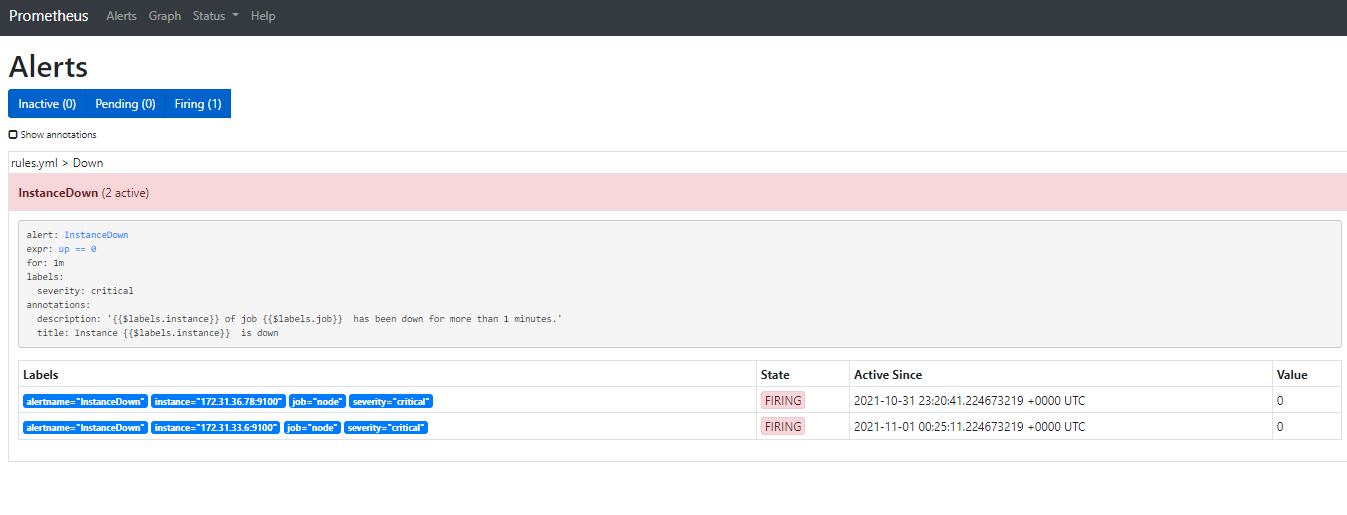 Prometheus Alerts Graph Status Help
Alerts
Inactive (0) Pending (0) Firing (1)
Show annotations
rules.yml > Down
InstanceDown (2 active)
alert: InstanceDown
expr: up == 0
for: 1m
labels:
  severity: critical
annotations:
  description: '{{$labels.instance}} of job {{$labels.job}}  has been down for more than 1 minutes.'
  title: Instance {{$labels.instance}}  is down
Labels State Active Since Value
alertname="InstanceDown" instance="172.31.36.78:9100" job="node" severity="critical" FIRING 2021-10-31 23:20:41.224673219 +0000 UTC 0
alertname="InstanceDown" instance="172.31.33.6:9100" job="node" severity="critical" FIRING 2021-11-01 00:25:11.224673219 +0000 UTC 0